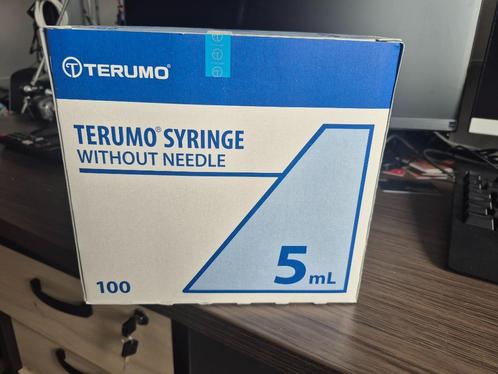 TERUMO®
TERUMO® SYRINGE
WITHOUT NEEDLE
100
5 mL